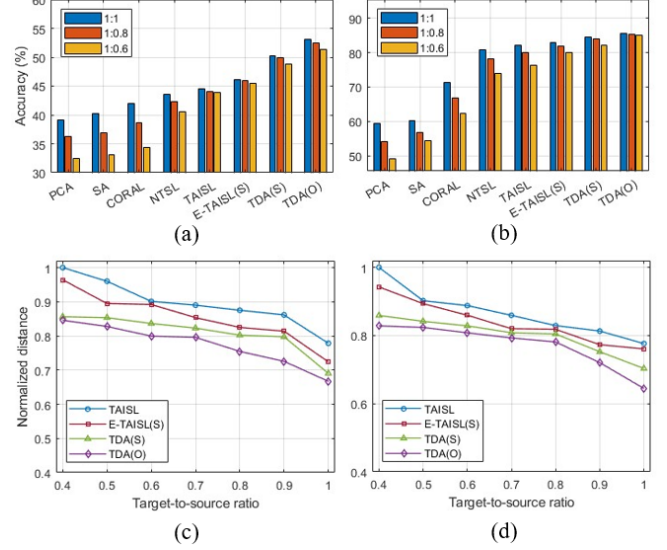 60
55
50
45
40
35
30
Accuracy (%)
1:1
1:0.8
1:0.6
PCA
SA
CORAL
NTSL
TAISL
E-TAISL(S)
TDA(S)
TDA(O)
(a)
90
80
70
60
50
1:1
1:0.8
1:0.6
PCA
SA
CORAL
NTSL
TAISL
E-TAISL(S)
TDA(S)
TDA(O)
(b)
1
0.9
0.8
0.7
0.6
0.4
Normalized distance
TAISL
E-TAISL(S)
TDA(S)
TDA(O)
0.4 0.5 0.6 0.7 0.8 0.9 1
Target-to-source ratio
(c)
1
0.8
0.6
0.4
TAISL
E-TAISL(S)
TDA(S)
TDA(O)
0.4 0.5 0.6 0.7 0.8 0.9 1
Target-to-source ratio
(d)